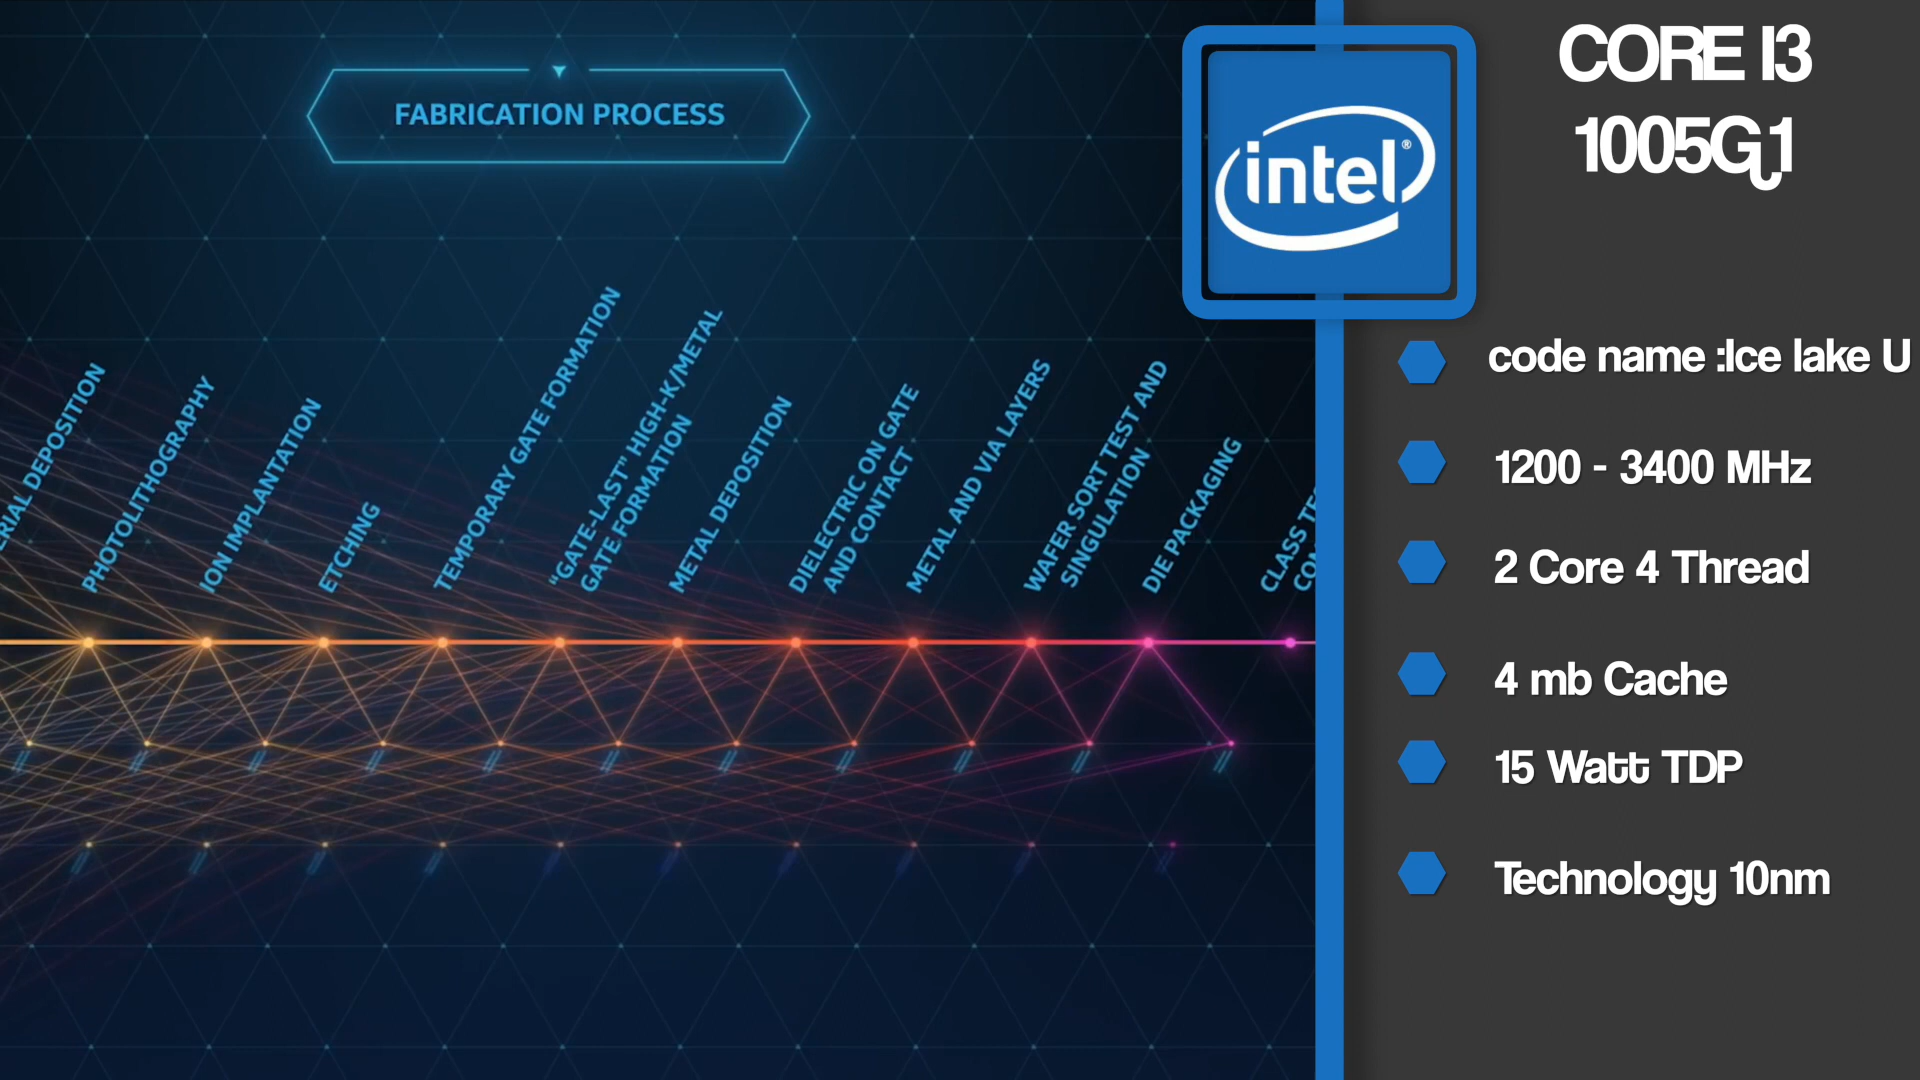 FABRICATION PROCESS
DEPOSITION
PHOTOLITHOGRAPHY
ION IMPLANTATION
ETCHING
TEMPORARY GATE FORMATION
“GATE-LAST” HIGH-K/METAL
GATE FORMATION
METAL DEPOSITION
DIELECTRIC ON GATE
AND CONTACT
METAL AND VIA LAYERS
WAFER SORT TEST AND
SINGULATION
DIE PACKAGING
CLASS
intel®
CORE I3
1005GJ1
code name :Ice lake U
1200 - 3400 MHz
2 Core 4 Thread
4 mb Cache
15 Watt TDP
Technology 10nm